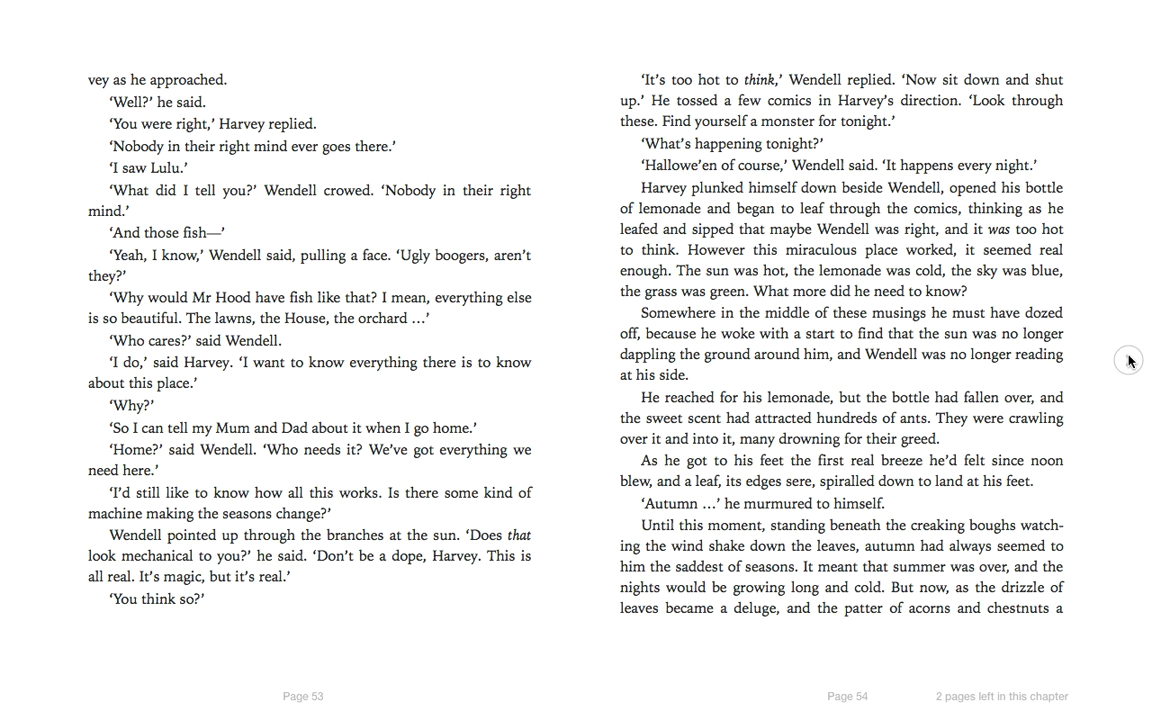 vey as he approached.
‘Well?’ he said.
‘You were right,’ Harvey replied.
‘Nobody in their right mind ever goes there.’
‘I saw Lulu.’
‘What did I tell you?’ Wendell crowed. ‘Nobody in their right
mind.’
‘And those fish—’
‘Yeah, I know,’ Wendell said, pulling a face. ‘Ugly boogers, aren’t
they?’
‘Why would Mr Hood have fish like that? I mean, everything else
is so beautiful. The lawns, the House, the orchard …’
‘Who cares?’ said Wendell.
‘I do,’ said Harvey. ‘I want to know everything there is to know
about this place.’
‘Why?’
‘So I can tell my Mum and Dad about it when I go home.’
‘Home?’ said Wendell. ‘Who needs it? We’ve got everything we
need here.’
‘I’d still like to know how all this works. Is there some kind of
machine making the seasons change?’
Wendell pointed up through the branches at the sun. ‘Does that
look mechanical to you?’ he said. ‘Don’t be a dope, Harvey. This is
all real. It’s magic, but it’s real.’
‘You think so?’
Page 53
‘It’s too hot to think,’ Wendell replied. ‘Now sit down and shut
up.’ He tossed a few comics in Harvey’s direction. ‘Look through
these. Find yourself a monster for tonight.’
‘What’s happening tonight?’
‘Hallowe’en of course,’ Wendell said. ‘It happens every night.’
Harvey plunked himself down beside Wendell, opened his bottle
of lemonade and began to leaf through the comics, thinking as he
leafed and sipped that maybe Wendell was right, and it was too hot
to think. However this miraculous place worked, it seemed real
enough. The sun was hot, the lemonade was cold, the sky was blue,
the grass was green. What more did he need to know?
Somewhere in the middle of these musings he must have dozed
off, because he woke with a start to find that the sun was no longer
dappling the ground around him, and Wendell was no longer reading
at his side.
He reached for his lemonade, but the bottle had fallen over, and
the sweet scent had attracted hundreds of ants. They were crawling
over it and into it, many drowning for their greed.
As he got to his feet the first real breeze he’d felt since noon
blew, and a leaf, its edges sere, spiralled down to land at his feet.
‘Autumn …’ he murmured to himself.
Until this moment, standing beneath the creaking boughs watch-
ing the wind shake down the leaves, autumn had always seemed to
him the saddest of seasons. It meant that summer was over, and the
nights would be growing long and cold. But now, as the drizzle of
leaves became a deluge, and the patter of acorns and chestnuts a
Page 54
2 pages left in this chapter